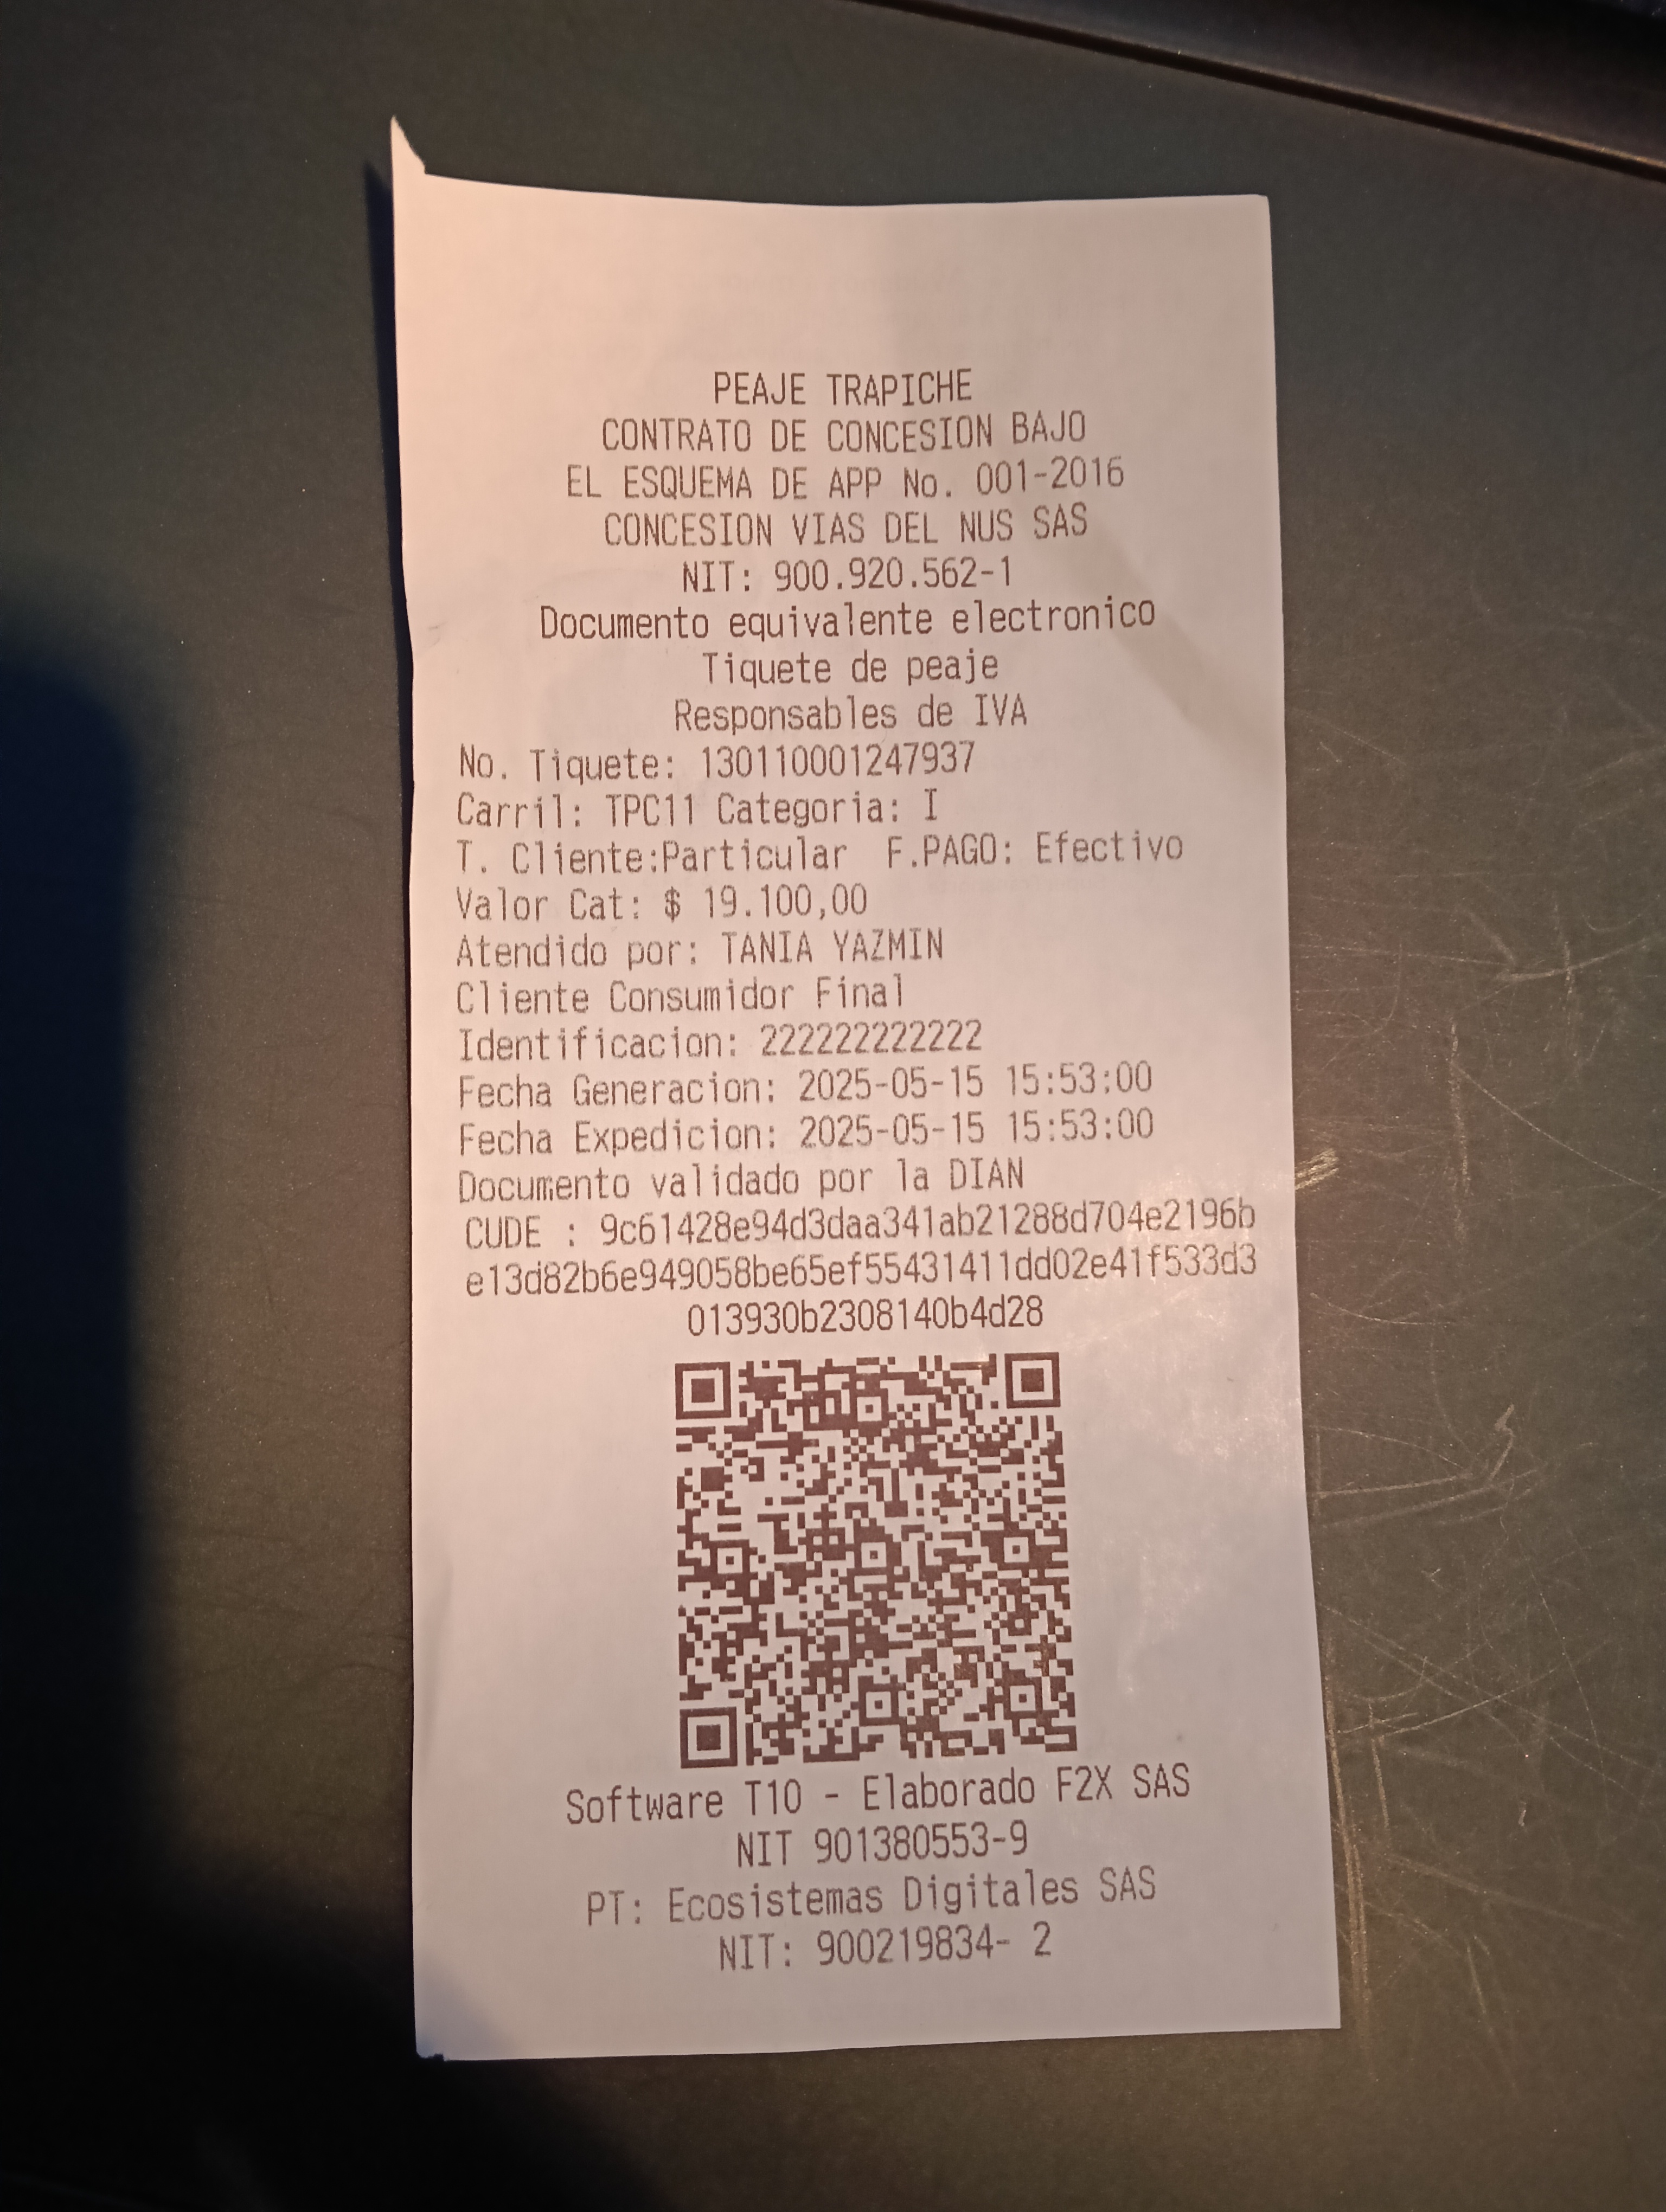 PEAJE TRAPICHE
CONTRATO DE CONCESION BAJO
EL ESQUEMA DE APP No. 001-2016
CONCESION VIAS DEL NUS SAS
NIT: 900.920.562-1
Documento equivalente electronico
Tiquete de peaje
Responsables de IVA
No. Tiquete: 130110001247937
Carril: TPC11 Categoria: I
T. Cliente:Particular F.PAGO: Efectivo
Valor Cat: $ 19.100,00
Atendido por: TANIA YAZMIN
Cliente Consumidor Final
Identificacion: 222222222222
Fecha Generacion: 2025-05-15 15:53:00
Fecha Expedicion: 2025-05-15 15:53:00
Documento validado por la DIAN
CUDE : 9c61428e94d3daa341ab21288d704e2196b
e13d82b6e949058be65ef55431411dd02e41f533d3
013930b2308140b4d28
Software T10 - Elaborado F2X SAS
NIT 901380553-9
PT: Ecosistemas Digitales SAS
NIT: 900219834- 2